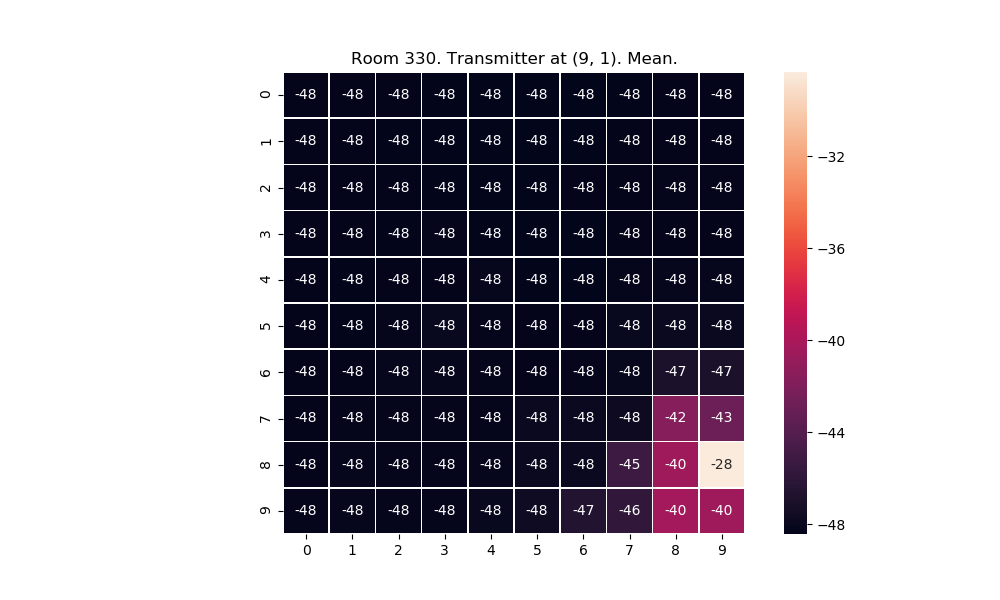 Room 330. Transmitter at (9, 1). Mean.
0 -48 -48 -48 -48 -48 -48 -48 -48 -48 -48
1 -48 -48 -48 -48 -48 -48 -48 -48 -48 -48
2 -48 -48 -48 -48 -48 -48 -48 -48 -48 -48
3 -48 -48 -48 -48 -48 -48 -48 -48 -48 -48
4 -48 -48 -48 -48 -48 -48 -48 -48 -48 -48
5 -48 -48 -48 -48 -48 -48 -48 -48 -48 -48
6 -48 -48 -48 -48 -48 -48 -48 -48 -47 -47
7 -48 -48 -48 -48 -48 -48 -48 -48 -42 -43
8 -48 -48 -48 -48 -48 -48 -48 -45 -40 -28
9 -48 -48 -48 -48 -48 -48 -47 -46 -40 -40
0 1 2 3 4 5 6 7 8 9
−32
−36
−40
−44
−48